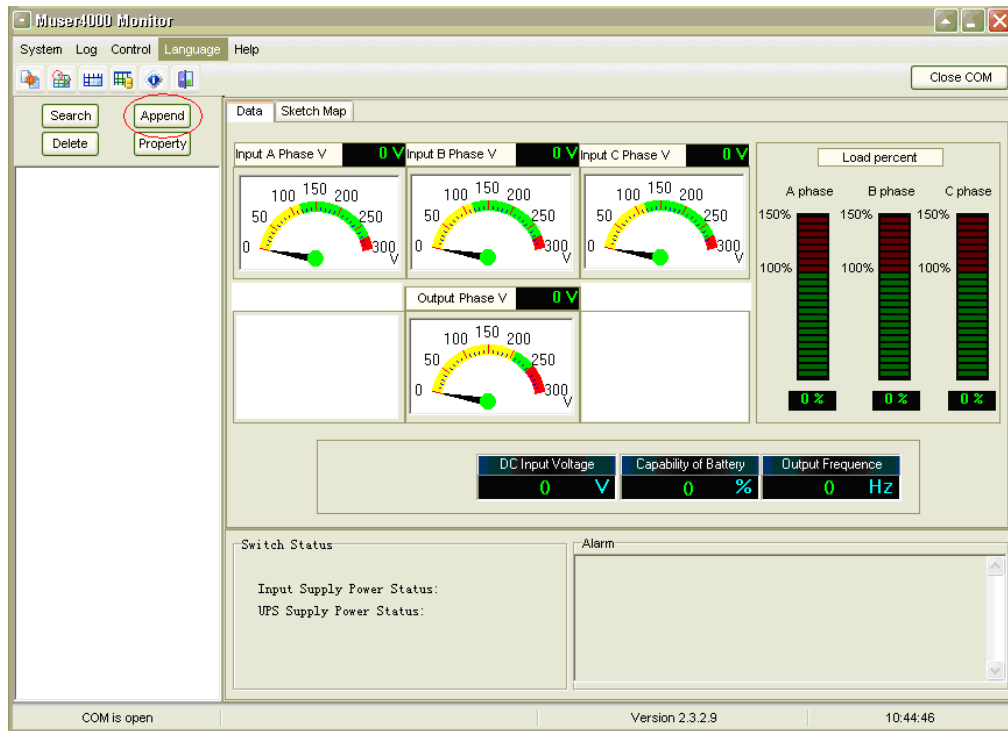 Muser4000 Monitor
System Log Control Language Help
Close COM
Search Append
Delete Property
Data Sketch Map
Input A Phase V 0 V Input B Phase V 0 V Input C Phase V 0 V
0 50 100 150 200 250 300 V
0 50 100 150 200 250 300 V
0 50 100 150 200 250 300 V
Output Phase V 0 V
0 50 100 150 200 250 300 V
Load percent
A phase B phase C phase
150% 150% 150%
100% 100% 100%
0 % 0 % 0 %
DC Input Voltage Capability of Battery Output Frequence
0 V 0 % 0 Hz
Switch Status
Input Supply Power Status:
UPS Supply Power Status:
Alarm
COM is open Version 2.3.2.9 10:44:46